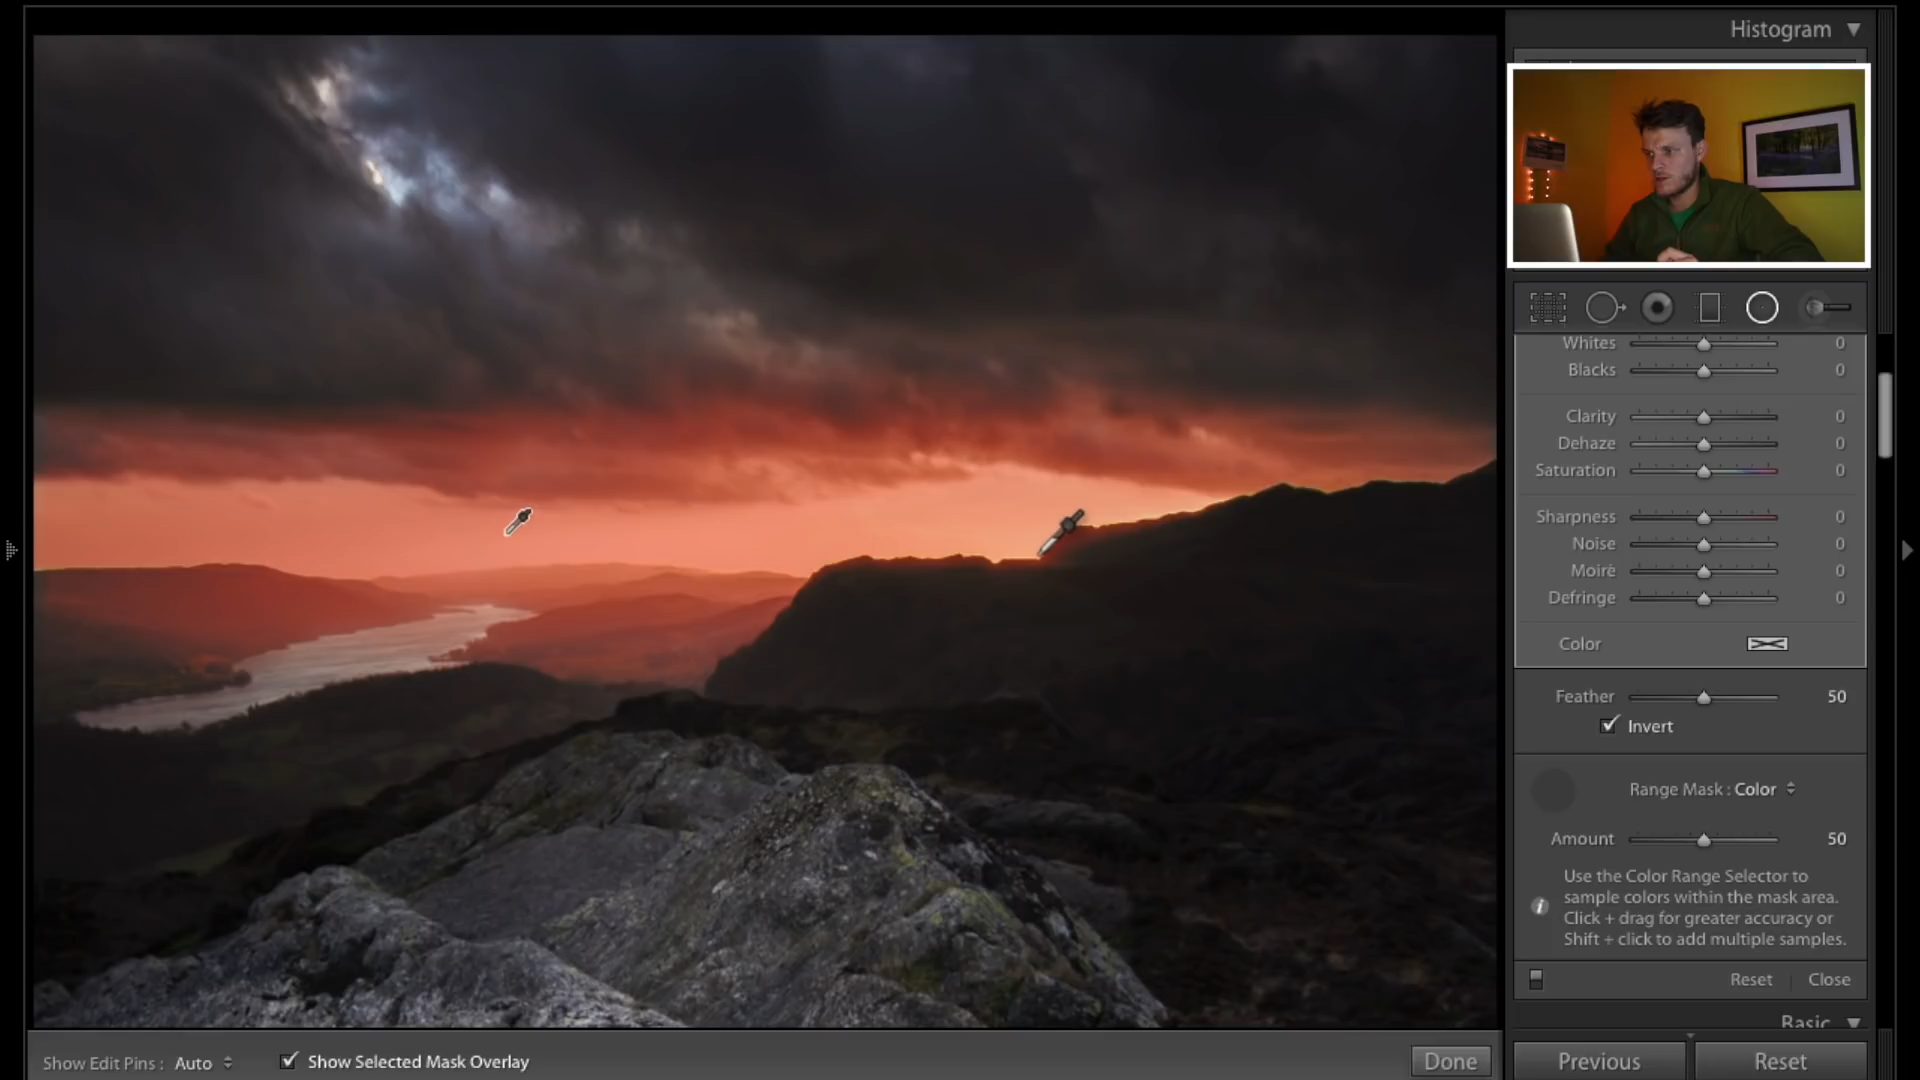 Histogram
Whites 0
Blacks 0
Clarity 0
Dehaze 0
Saturation 0
Sharpness 0
Noise 0
Moiré 0
Defringe 0
Color
Feather 50
Invert
Range Mask : Color
Amount 50
Use the Color Range Selector to
sample colors within the mask area.
Click + drag for greater accuracy or
Shift + click to add multiple samples.
Reset Close
Basic
Show Edit Pins : Auto Show Selected Mask Overlay Done Previous Reset